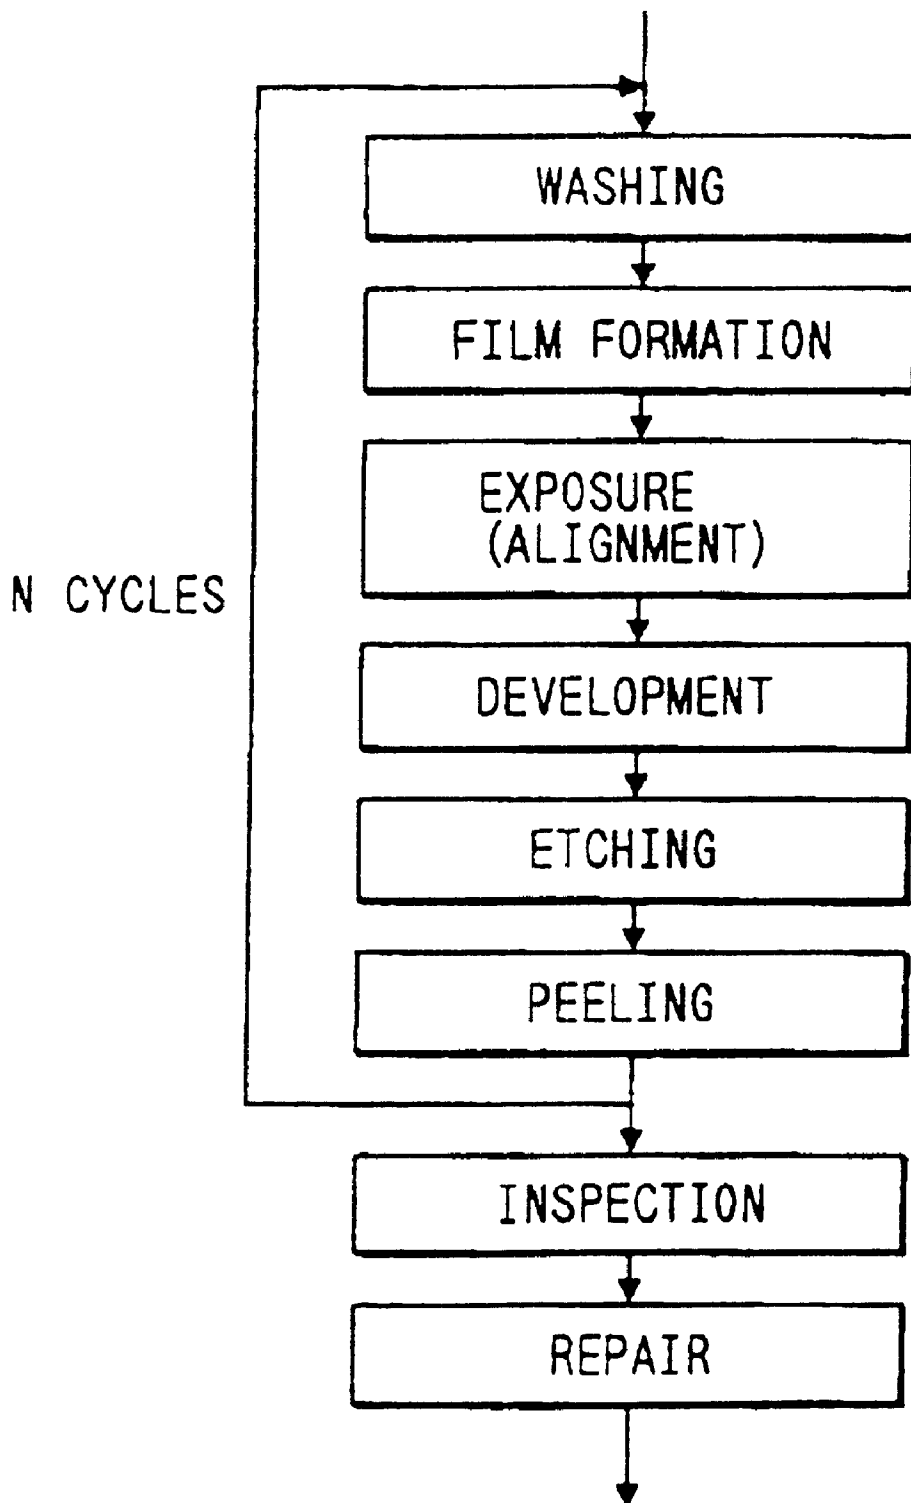 WASHING
FILM FORMATION
EXPOSURE
(ALIGNMENT)
N CYCLES
DEVELOPMENT
ETCHING
PEELING
INSPECTION
REPAIR